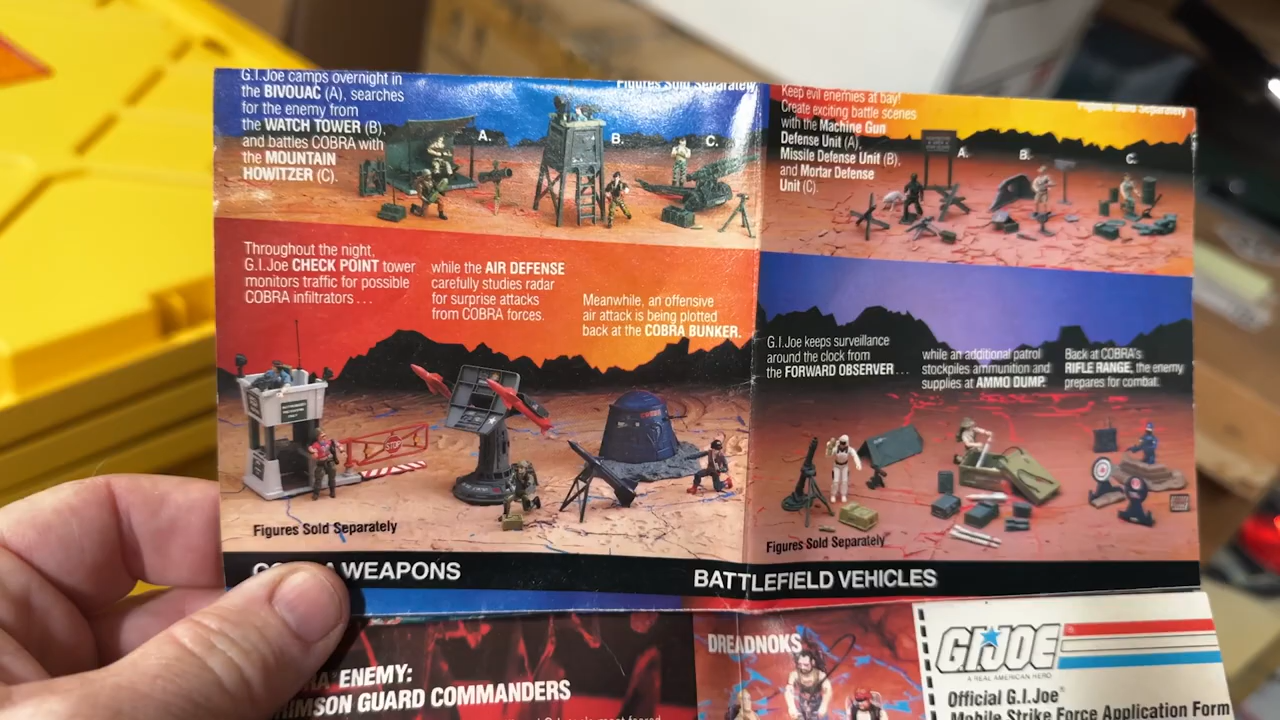 G.I.Joe camps overnight in
the BIVOUAC (A), searches
for the enemy from
the WATCH TOWER (B),
and battles COBRA with
the MOUNTAIN
HOWITZER (C).
Figures Sold Separately
A.
B.
C.
Keep evil enemies at bay!
Create exciting battle scenes
with the Machine Gun
Defense Unit (A),
Missile Defense Unit (B),
and Mortar Defense
Unit (C).
Figures Sold Separately
A.
B.
C.
Throughout the night,
G.I.Joe CHECK POINT tower
monitors traffic for possible
COBRA infiltrators...
while the AIR DEFENSE
carefully studies radar
for surprise attacks
from COBRA forces.
Meanwhile, an offensive
air attack is being plotted
back at the COBRA BUNKER.
STOP
Figures Sold Separately
G.I.Joe keeps surveillance
around the clock from
the FORWARD OBSERVER...
while an additional patrol
stockpiles ammunition and
supplies at AMMO DUMP.
Back at COBRA's
RIFLE RANGE, the enemy
prepares for combat.
Figures Sold Separately
WEAPONS
BATTLEFIELD VEHICLES
ENEMY:
GUARD COMMANDERS
DREADNOKS
G.I.JOE
A REAL AMERICAN HERO
Official G.I.Joe®
Mobile Strike Force Application Form